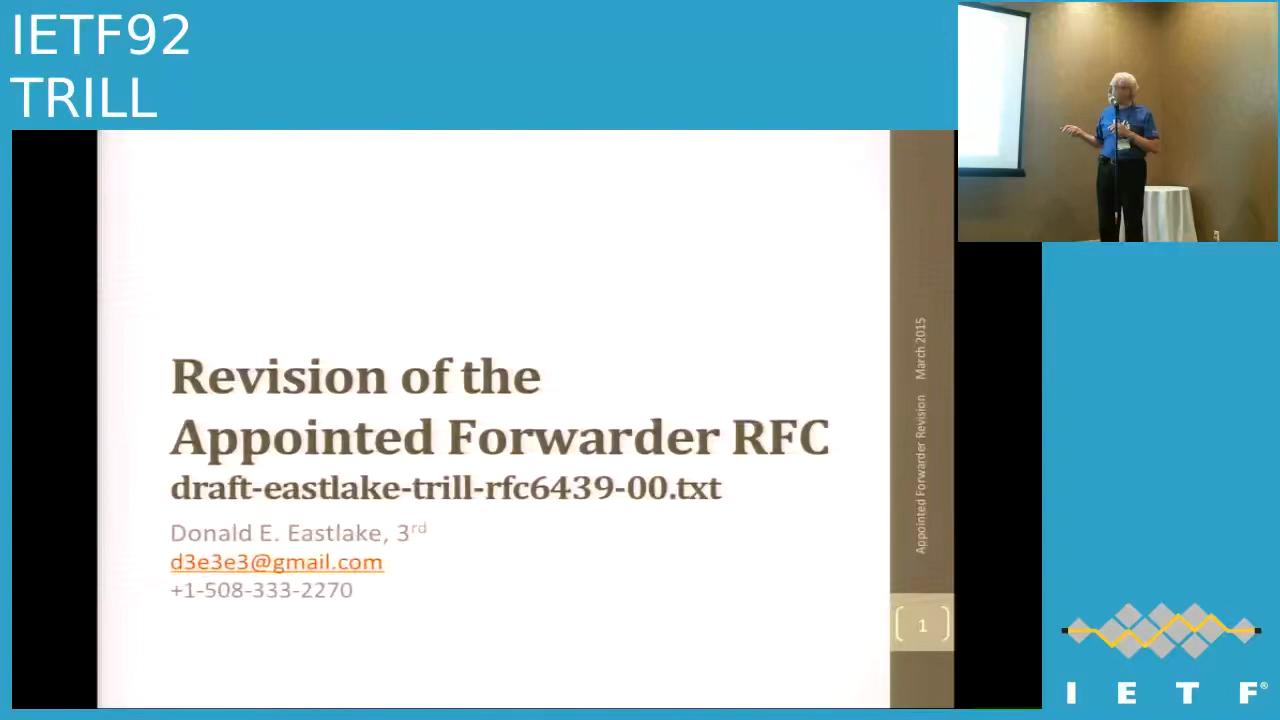 IETF92
TRILL
Revision of the
Appointed Forwarder RFC
draft-eastlake-trill-rfc6439-00.txt
Donald E. Eastlake, 3rd
d3e3e3@gmail.com
+1-508-333-2270
Appointed Forwarder Revision March 2015
1
I E T F®